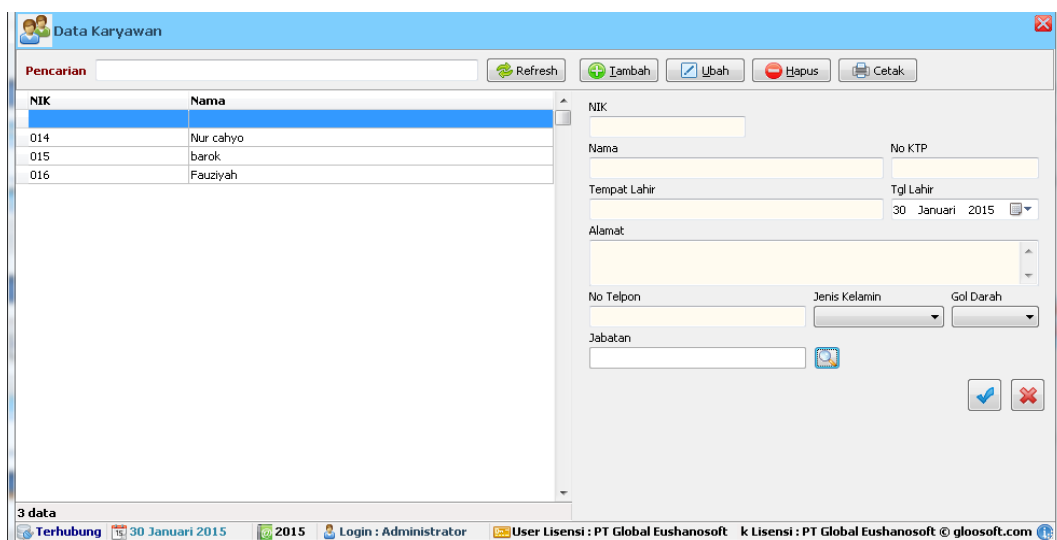 Data Karyawan
Pencarian Refresh Tambah Ubah Hapus Cetak
NIK Nama
014 Nur cahyo
015 barok
016 Fauziyah
3 data
NIK
Nama No KTP
Tempat Lahir Tgl Lahir
30 Januari 2015
Alamat
No Telpon Jenis Kelamin Gol Darah
Jabatan
Terhubung 15 30 Januari 2015 2015 Login : Administrator User Lisensi : PT Global Eushanosoft k Lisensi : PT Global Eushanosoft © gloosoft.com